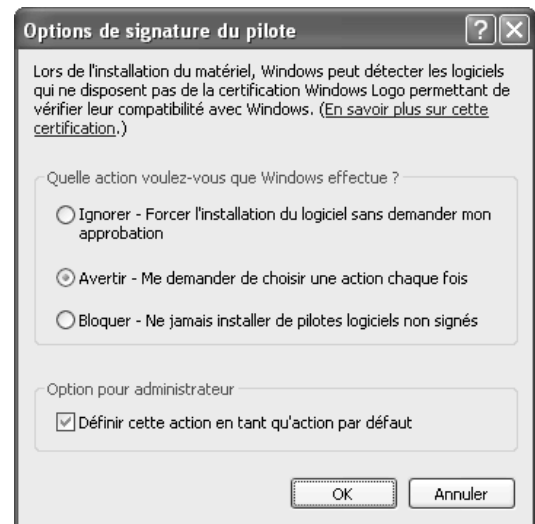 Options de signature du pilote
Lors de l'installation du matériel, Windows peut détecter les logiciels
qui ne disposent pas de la certification Windows Logo permettant de
vérifier leur compatibilité avec Windows. (En savoir plus sur cette
certification.)
Quelle action voulez-vous que Windows effectue ?
Ignorer - Forcer l'installation du logiciel sans demander mon
approbation
Avertir - Me demander de choisir une action chaque fois
Bloquer - Ne jamais installer de pilotes logiciels non signés
Option pour administrateur
Définir cette action en tant qu'action par défaut
OK Annuler